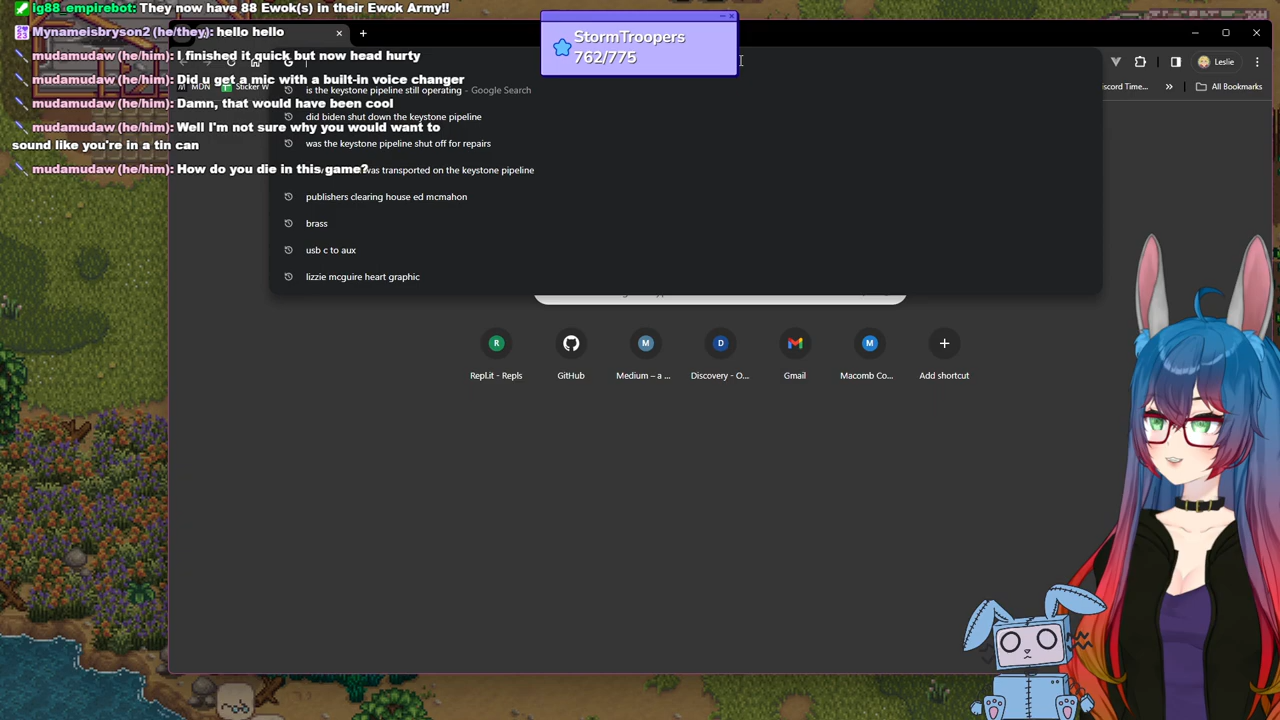 ig88_empirebot: They now have 88 Ewok(s) in their Ewok Army!!
Mynameisbryson2 (he/they): hello hello
mudamudaw (he/him): I finished it quick but now head hurty
mudamudaw (he/him): Did u get a mic with a built-in voice changer
mudamudaw (he/him): Damn, that would have been cool
mudamudaw (he/him): Well I'm not sure why you would want to
sound like you're in a tin can
mudamudaw (he/him): How do you die in this game?
StormTroopers
762/775
Leslie
MDN
Sticker W
iscord Time...
All Bookmarks
is the keystone pipeline still operating - Google Search
did biden shut down the keystone pipeline
was the keystone pipeline shut off for repairs
was transported on the keystone pipeline
publishers clearing house ed mcmahon
brass
usb c to aux
lizzie mcguire heart graphic
R
M
D
M
Repl.it - Repls
GitHub
Medium – a ...
Discovery - O...
Gmail
Macomb Co...
Add shortcut